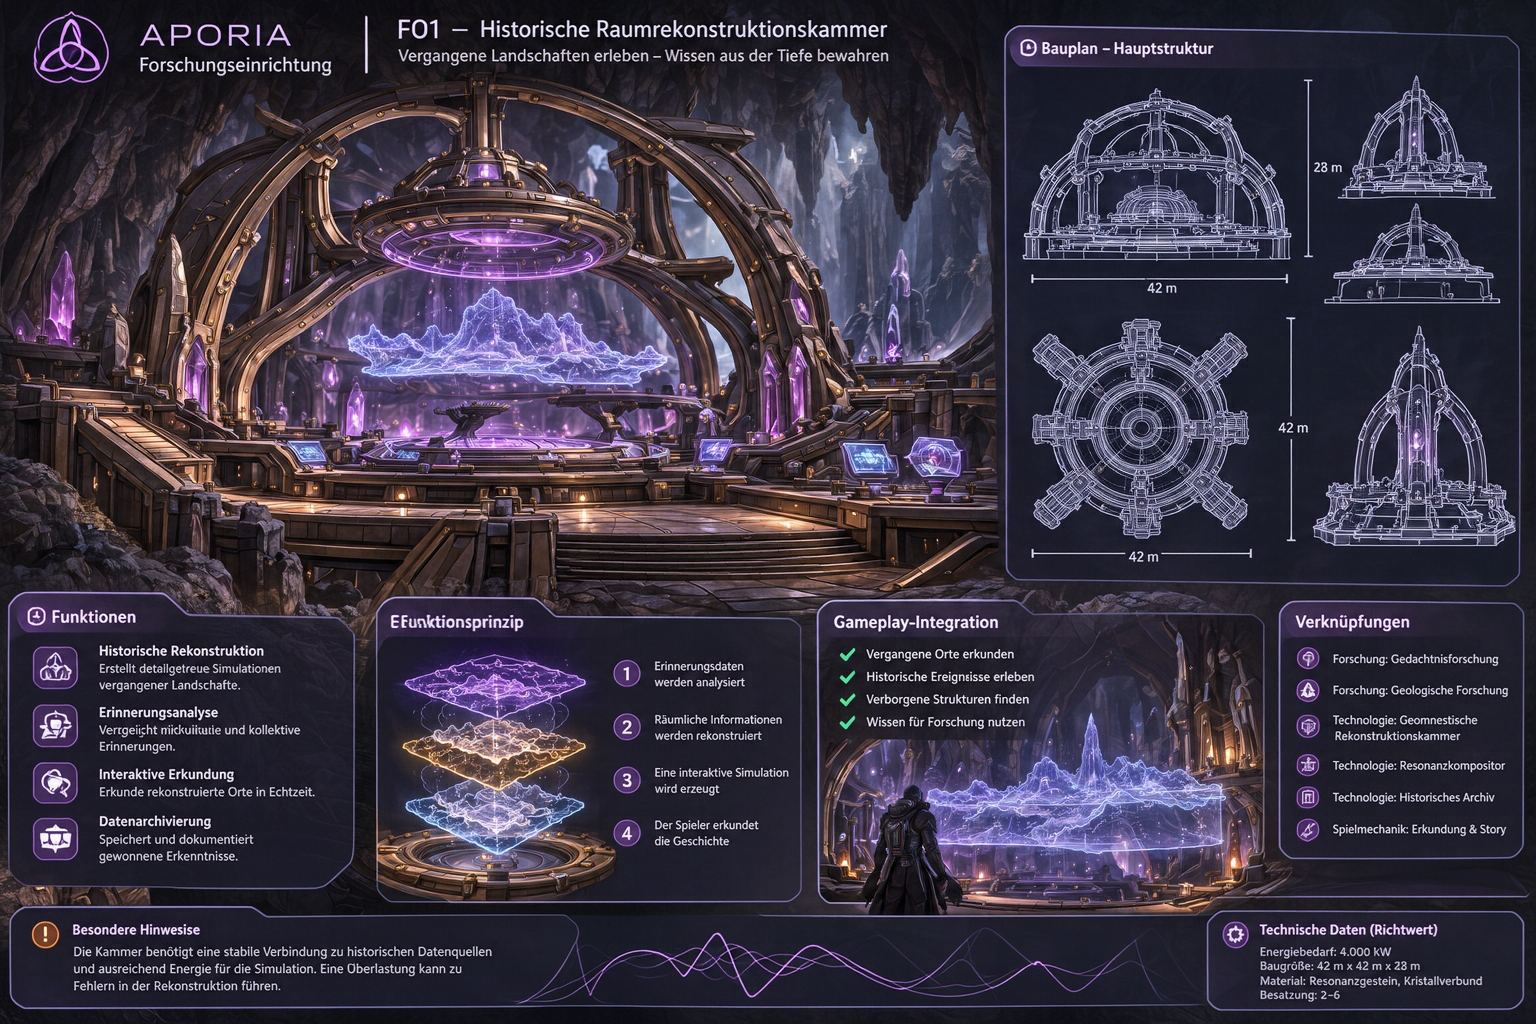 APORIA
Forschungseinrichtung
F01 – Historische Raumrekonstruktionskammer
Vergangene Landschaften erleben – Wissen aus der Tiefe bewahren
Bauplan – Hauptstruktur
28 m
42 m
42 m
42 m
Funktionen
Historische Rekonstruktion
Erstellt detailgetreue Simulationen
vergangener Landschafte.
Erinnerungsanalyse
und kollektive
Erinnerungen.
Interaktive Erkundung
Erkunde rekonstruierte Orte in Echtzeit.
Datenarchivierung
Speichert und dokumentiert
gewonnene Erkenntnisse.
EFunktionsprinzip
1 Erinnerungsdaten
werden analysiert
2 Räumliche Informationen
werden rekonstruiert
3 Eine interaktive Simulation
wird erzeugt
4 Der Spieler erkundet
die Geschichte
Gameplay-Integration
Vergangene Orte erkunden
Historische Ereignisse erleben
Verborgene Strukturen finden
Wissen für Forschung nutzen
Verknüpfungen
Forschung: Gedachtnisforschung
Forschung: Geologische Forschung
Technologie: Geomnestische
Rekonstruktionskammer
Technologie: Resonanzkompositor
Technologie: Historisches Archiv
Spielmechanik: Erkundung & Story
Besondere Hinwesise
Die Kammer benötigt eine stabile Verbindung zu historischen Datenquellen
und ausreichend Energie für die Simulation. Eine Überlastung kann zu
Fehlern in der Rekonstruktion führen.
Technische Daten (Richtwert)
Energiebedarf: 4.000 kW
Baugröße: 42 m x 42 m x 28 m
Material: Resonanzgestein, Kristallverbund
Besatzung: 2–6